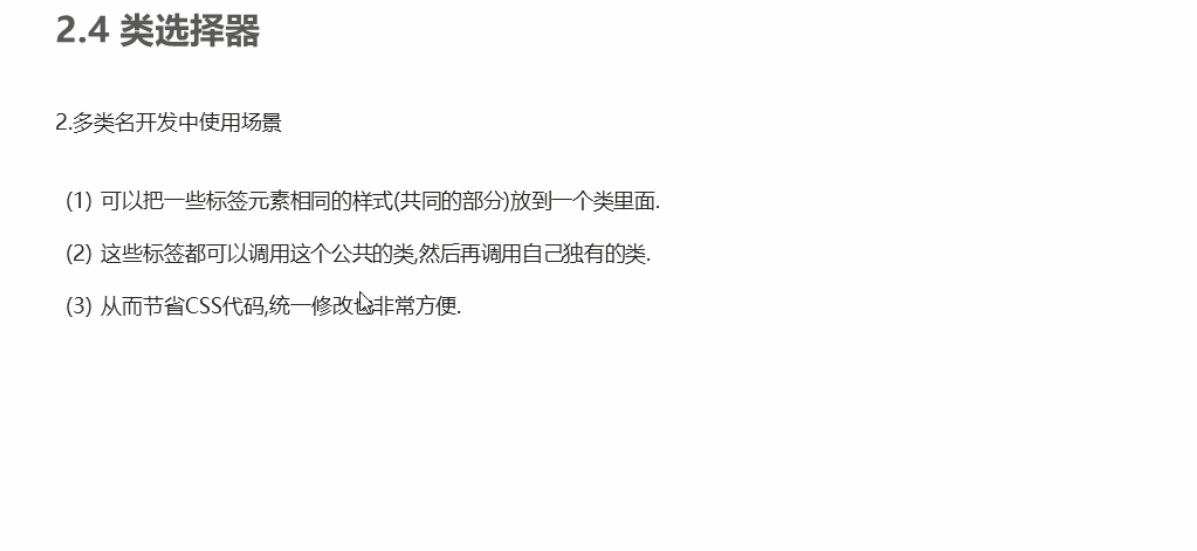 2.4 类选择器
2.多类名开发中使用场景
(1) 可以把一些标签元素相同的样式(共同的部分)放到一个类里面.
(2) 这些标签都可以调用这个公共的类,然后再调用自己独有的类.
(3) 从而节省CSS代码,统一修改也非常方便.